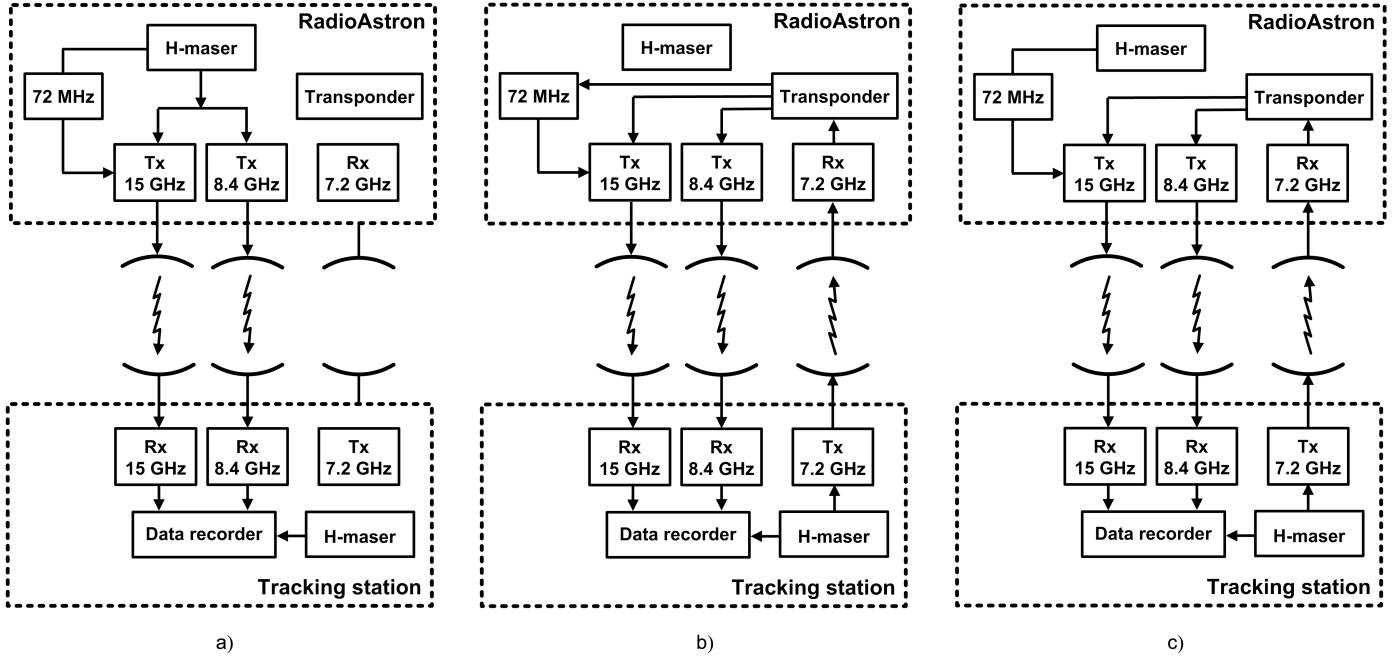 RadioAstron
H-maser
72 MHz
Transponder
Tx
15 GHz
Tx
8.4 GHz
Rx
7.2 GHz
Rx
15 GHz
Rx
8.4 GHz
Tx
7.2 GHz
Data recorder
H-maser
Tracking station
a)
RadioAstron
H-maser
72 MHz
Transponder
Tx
15 GHz
Tx
8.4 GHz
Rx
7.2 GHz
Rx
15 GHz
Rx
8.4 GHz
Tx
7.2 GHz
Data recorder
H-maser
Tracking station
b)
RadioAstron
H-maser
72 MHz
Transponder
Tx
15 GHz
Tx
8.4 GHz
Rx
7.2 GHz
Rx
15 GHz
Rx
8.4 GHz
Tx
7.2 GHz
Data recorder
H-maser
Tracking station
c)